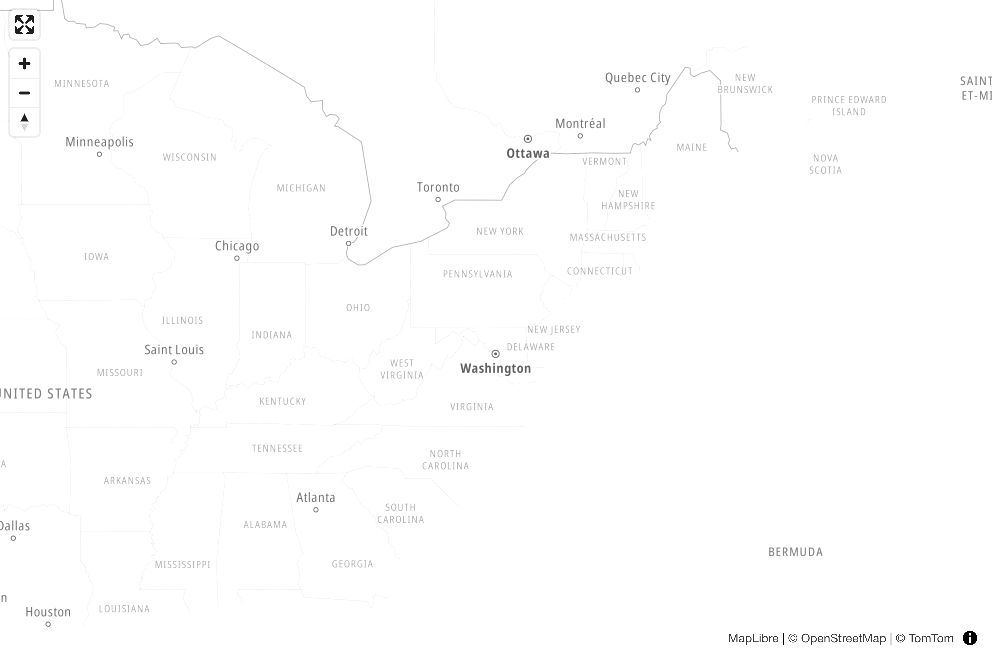 SAINT
ET-MI
MINNESOTA
Quebec City
NEW
BRUNSWICK
PRINCE EDWARD
ISLAND
Montréal
Minneapolis
WISCONSIN
Ottawa
MAINE
VERMONT
NOVA
SCOTIA
MICHIGAN
Toronto
NEW
HAMPSHIRE
Detroit
NEW YORK
MASSACHUSETTS
Chicago
IOWA
PENNSYLVANIA
CONNECTICUT
OHIO
ILLINOIS
INDIANA
NEW JERSEY
Saint Louis
DELAWARE
MISSOURI
WEST
VIRGINIA
Washington
UNITED STATES
KENTUCKY
VIRGINIA
TENNESSEE
NORTH
CAROLINA
A
ARKANSAS
Atlanta
SOUTH
CAROLINA
Dallas
ALABAMA
BERMUDA
MISSISSIPPI
GEORGIA
n
Houston
LOUISIANA
MapLibre | © OpenStreetMap | © TomTom